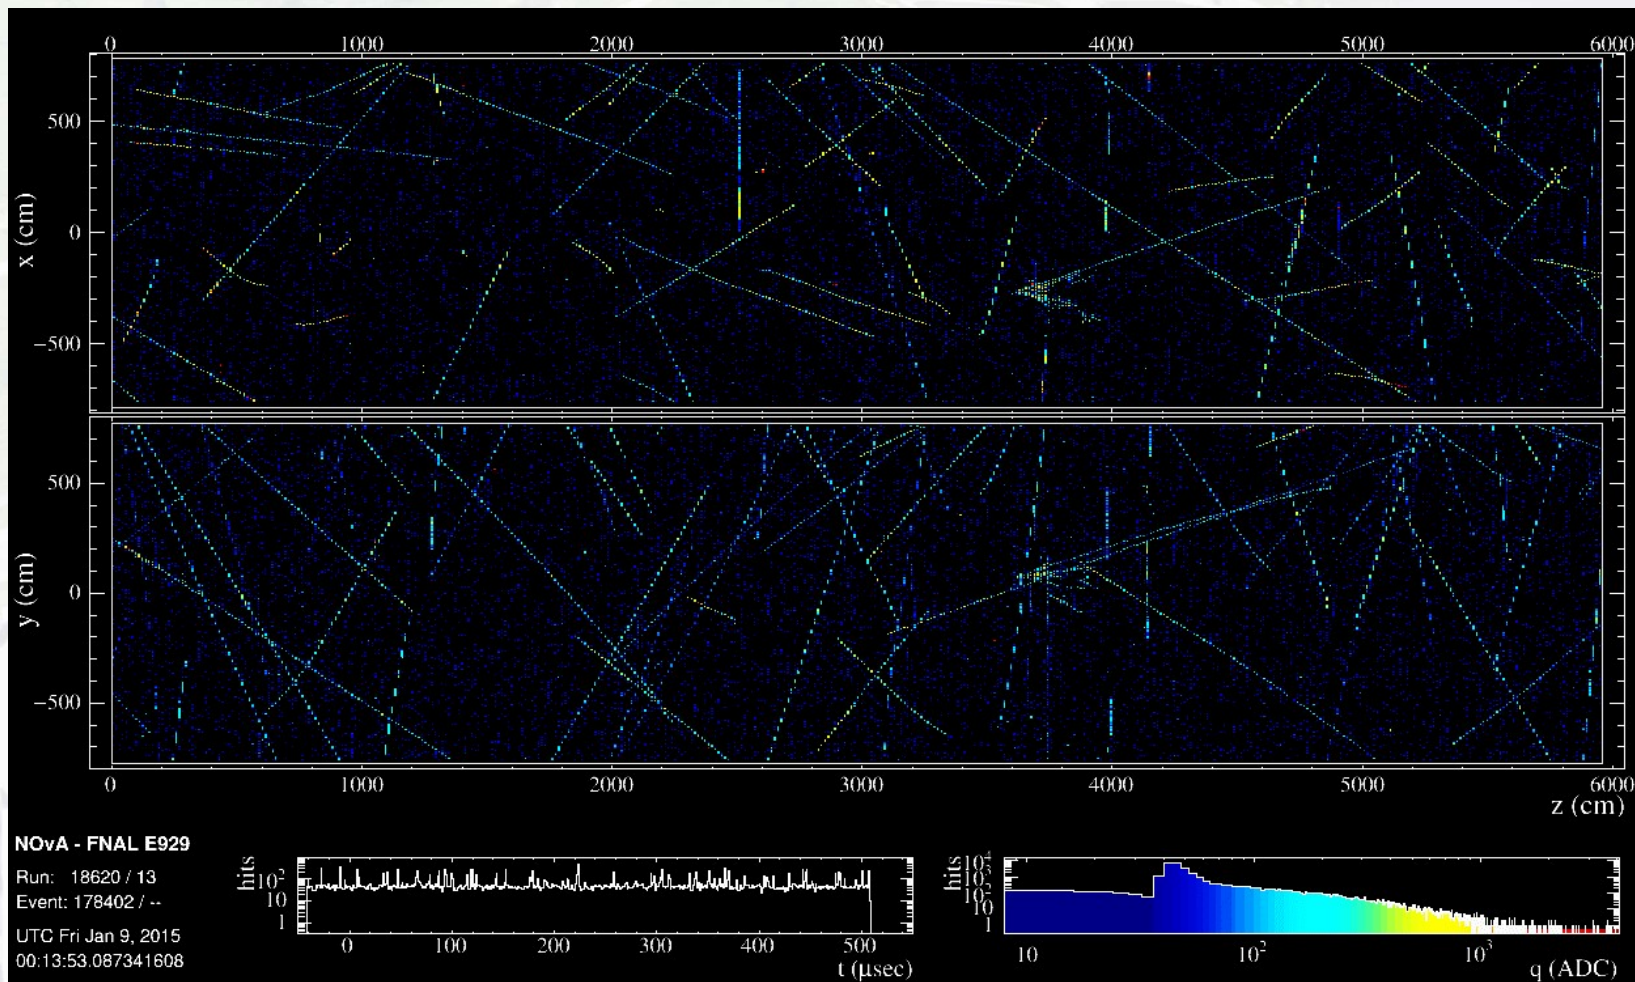 0 1000 2000 3000 4000 5000 6000
500
0
−500
x (cm)
500
0
−500
y (cm)
0 1000 2000 3000 4000 5000 6000
z (cm)
NOvA - FNAL E929
Run: 18620 / 13
Event: 178402 / --
UTC Fri Jan 9, 2015
00:13:53.087341608
hits
10²
10
1
0 100 200 300 400 500
t (μsec)
hits
10⁴
10³
10²
10
1
10 10² 10³
q (ADC)